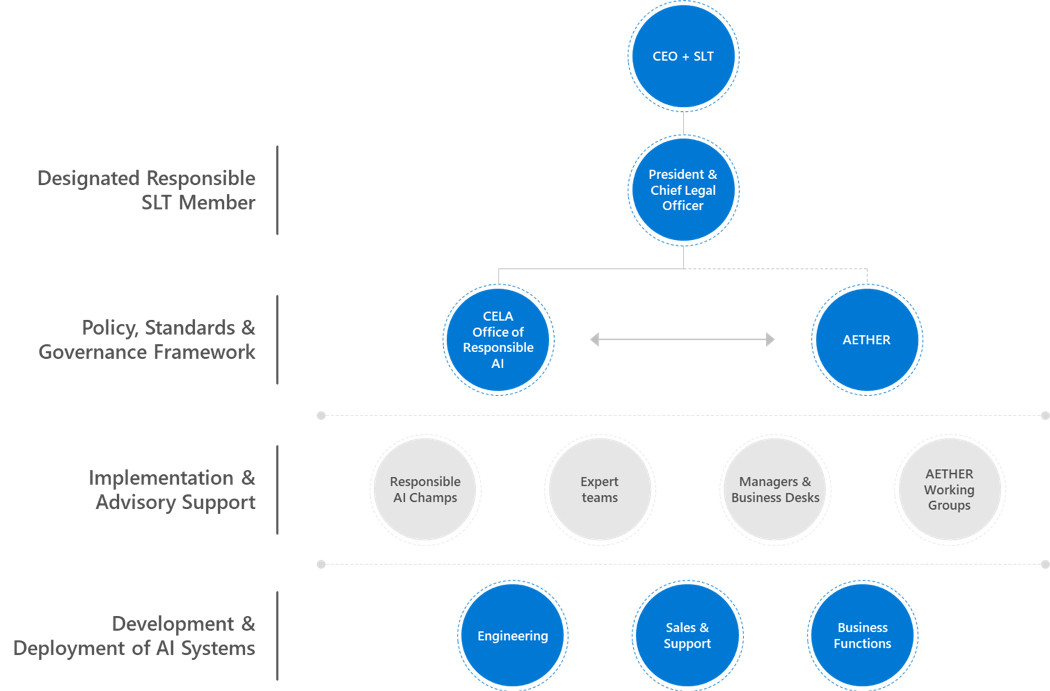 CEO + SLT
Designated Responsible
SLT Member
President &
Chief Legal
Officer
Policy, Standards &
Governance Framework
CELA
Office of
Responsible
AI
AETHER
Implementation &
Advisory Support
Responsible
AI Champs
Expert
teams
Managers &
Business Desks
AETHER
Working
Groups
Development &
Deployment of AI Systems
Engineering
Sales &
Support
Business
Functions